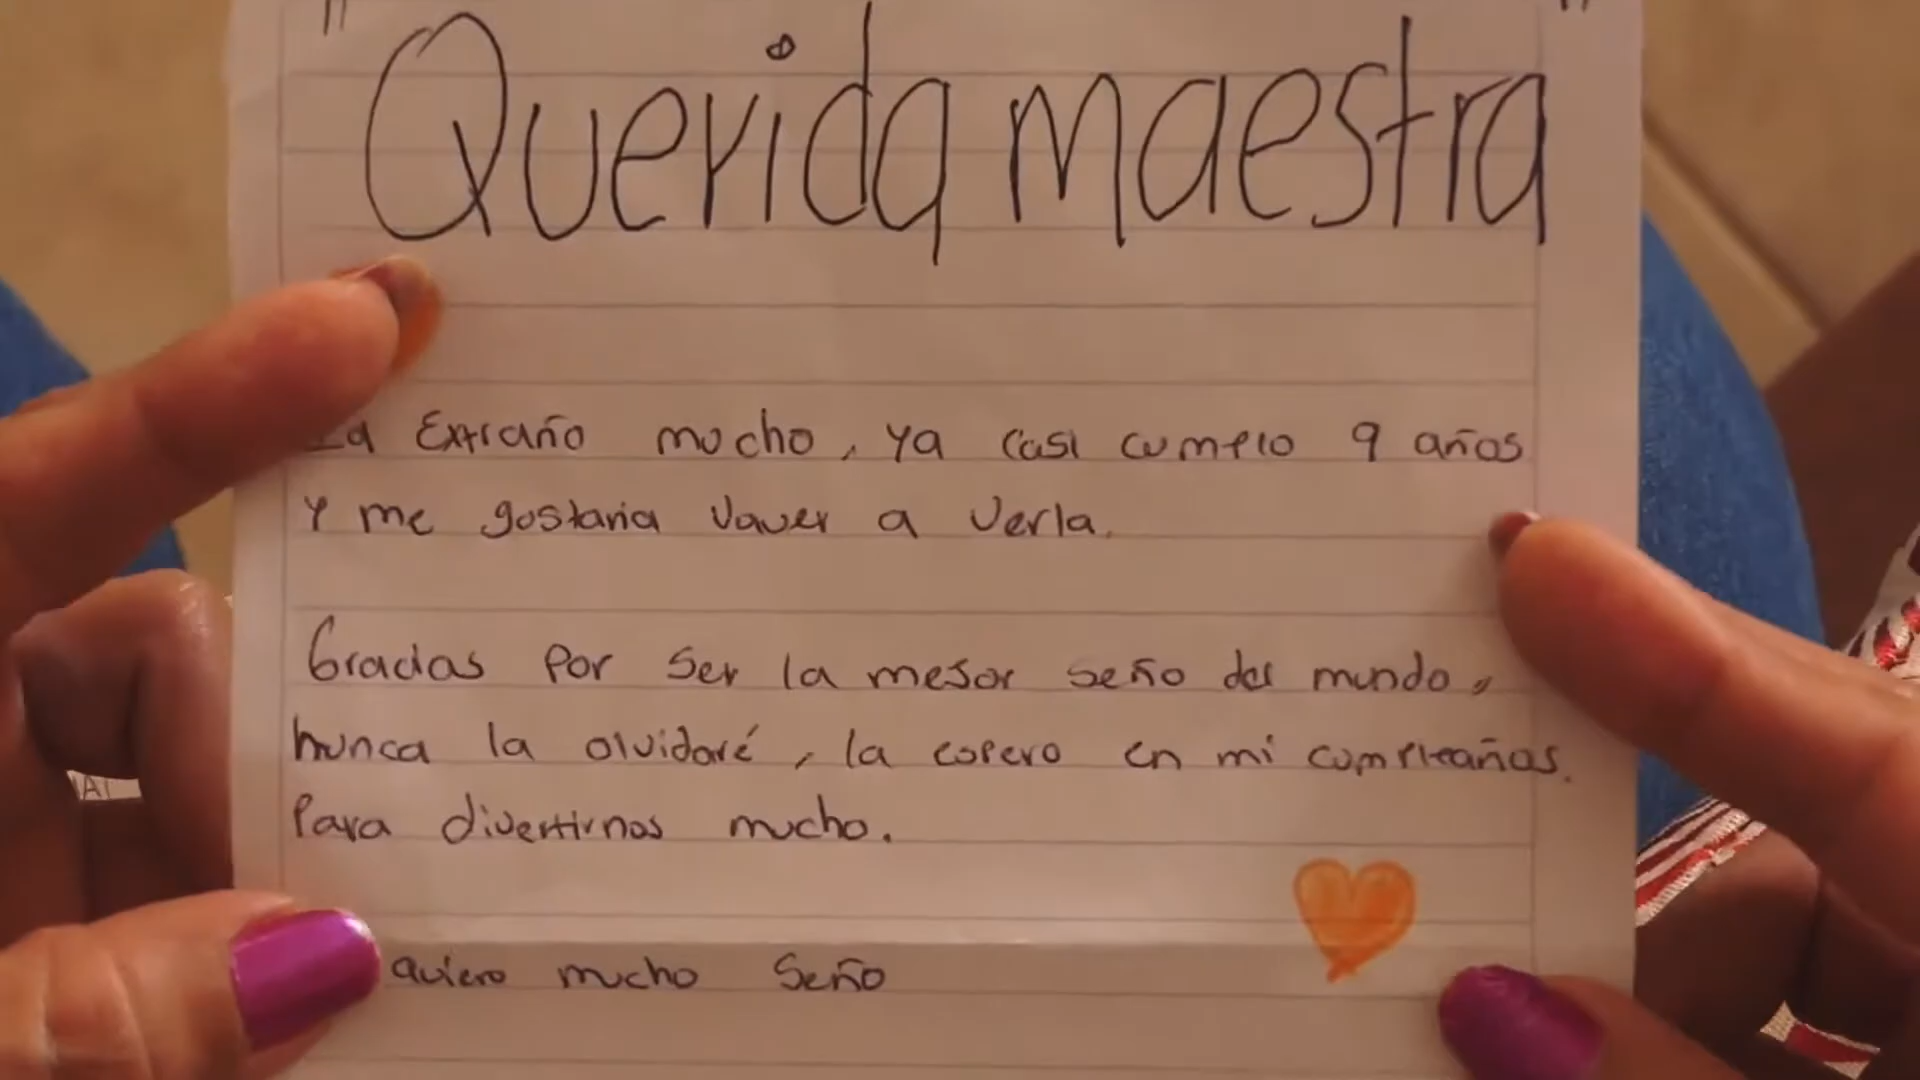 "Querida maestra"
La Extraño mucho, ya casi cumplo 9 años
y me gustaria vover a verla.
Gracias por ser la mejor seño del mundo,
nunca la olvidaré, la espero en mi cumpleaños.
Para divertirnos mucho.
quiero mucho Seño